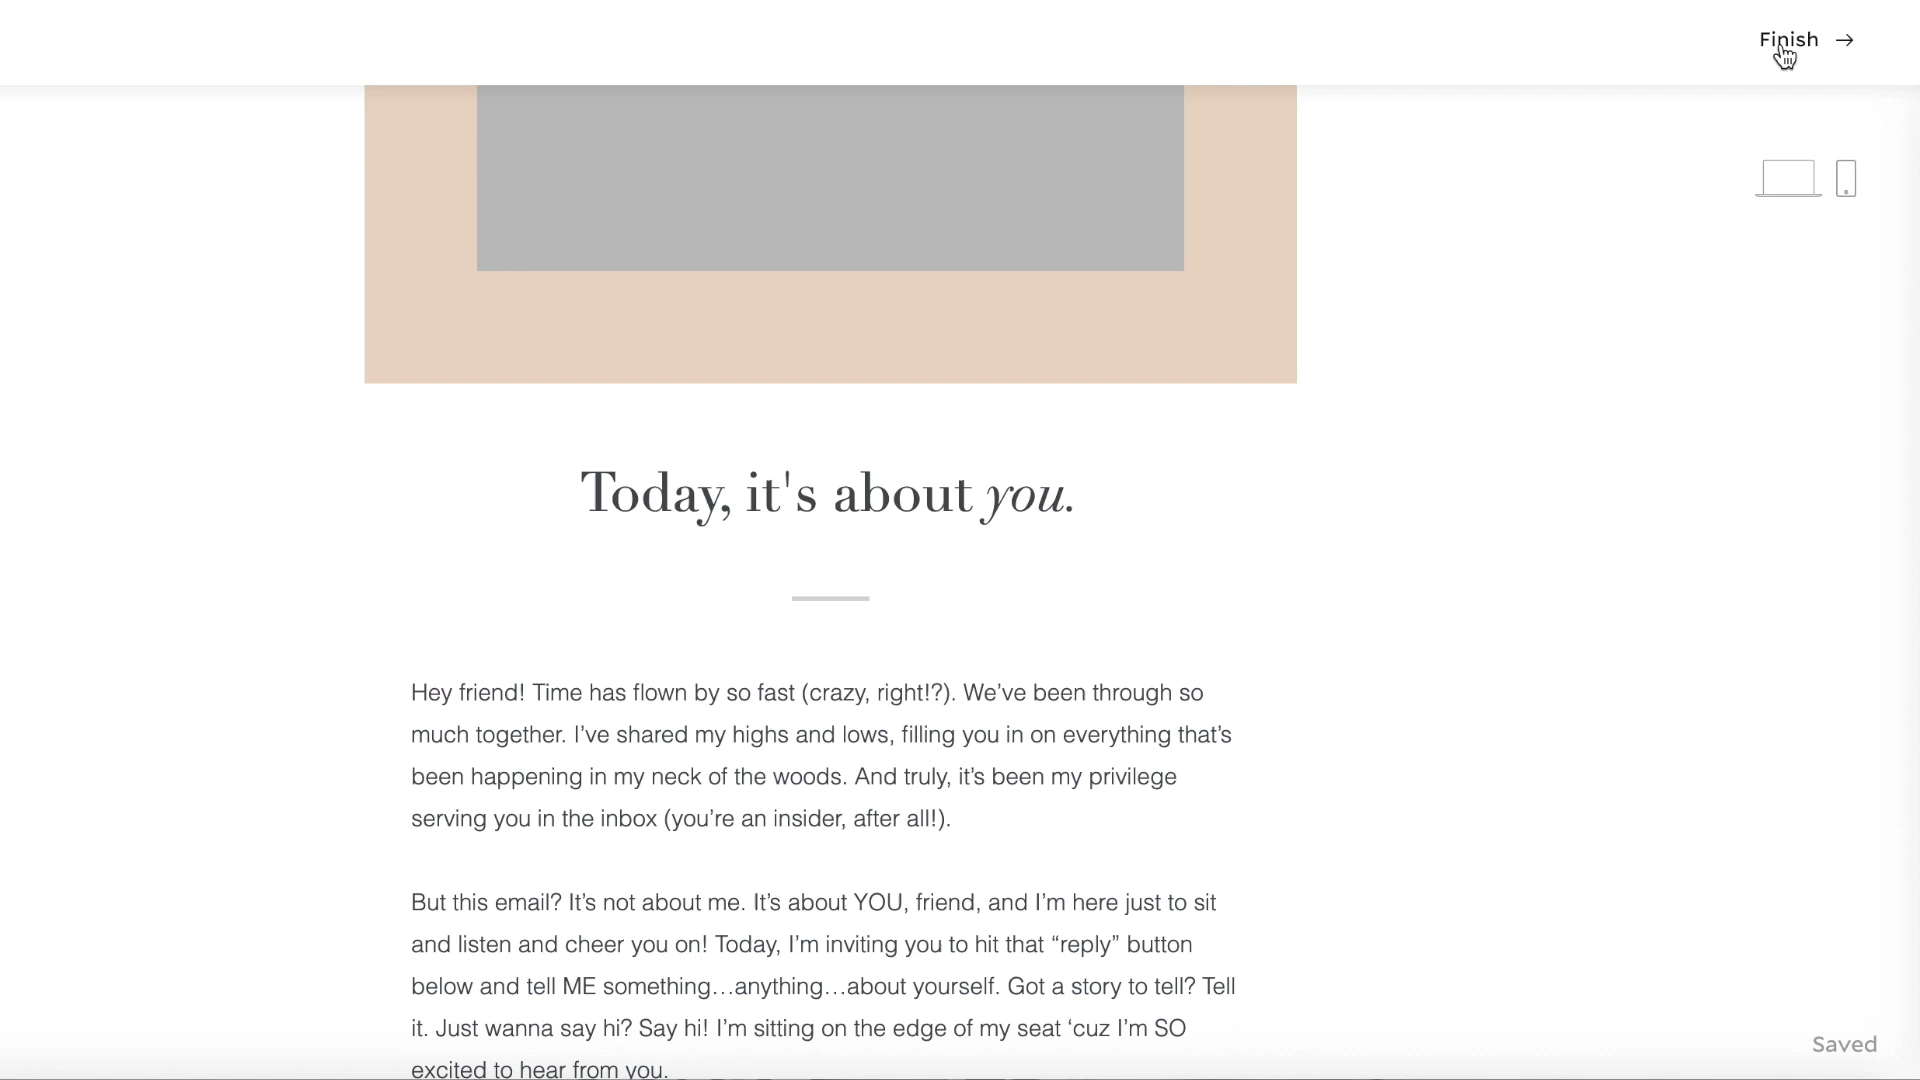 Finish →
Today, it's about you.
Hey friend! Time has flown by so fast (crazy, right!?). We’ve been through so
much together. I’ve shared my highs and lows, filling you in on everything that’s
been happening in my neck of the woods. And truly, it’s been my privilege
serving you in the inbox (you’re an insider, after all!).
But this email? It’s not about me. It’s about YOU, friend, and I’m here just to sit
and listen and cheer you on! Today, I’m inviting you to hit that “reply” button
below and tell ME something…anything…about yourself. Got a story to tell? Tell
it. Just wanna say hi? Say hi! I’m sitting on the edge of my seat ‘cuz I’m SO
excited to hear from you.
Saved